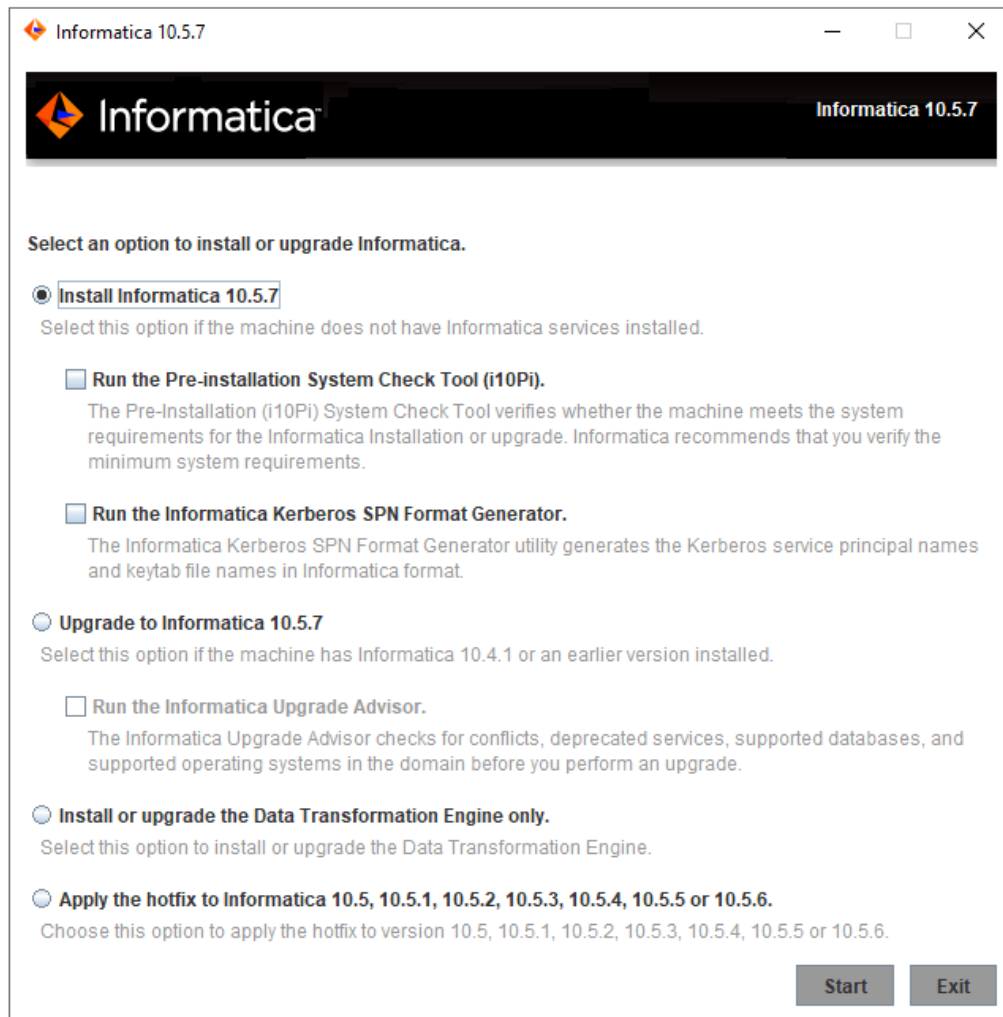 Informatica 10.5.7
Informatica™
Informatica 10.5.7
Select an option to install or upgrade Informatica.
Install Informatica 10.5.7
Select this option if the machine does not have Informatica services installed.
Run the Pre-installation System Check Tool (i10Pi).
The Pre-Installation (i10Pi) System Check Tool verifies whether the machine meets the system
requirements for the Informatica Installation or upgrade. Informatica recommends that you verify the
minimum system requirements.
Run the Informatica Kerberos SPN Format Generator.
The Informatica Kerberos SPN Format Generator utility generates the Kerberos service principal names
and keytab file names in Informatica format.
Upgrade to Informatica 10.5.7
Select this option if the machine has Informatica 10.4.1 or an earlier version installed.
Run the Informatica Upgrade Advisor.
The Informatica Upgrade Advisor checks for conflicts, deprecated services, supported databases, and
supported operating systems in the domain before you perform an upgrade.
Install or upgrade the Data Transformation Engine only.
Select this option to install or upgrade the Data Transformation Engine.
Apply the hotfix to Informatica 10.5, 10.5.1, 10.5.2, 10.5.3, 10.5.4, 10.5.5 or 10.5.6.
Choose this option to apply the hotfix to version 10.5, 10.5.1, 10.5.2, 10.5.3, 10.5.4, 10.5.5 or 10.5.6.
Start
Exit